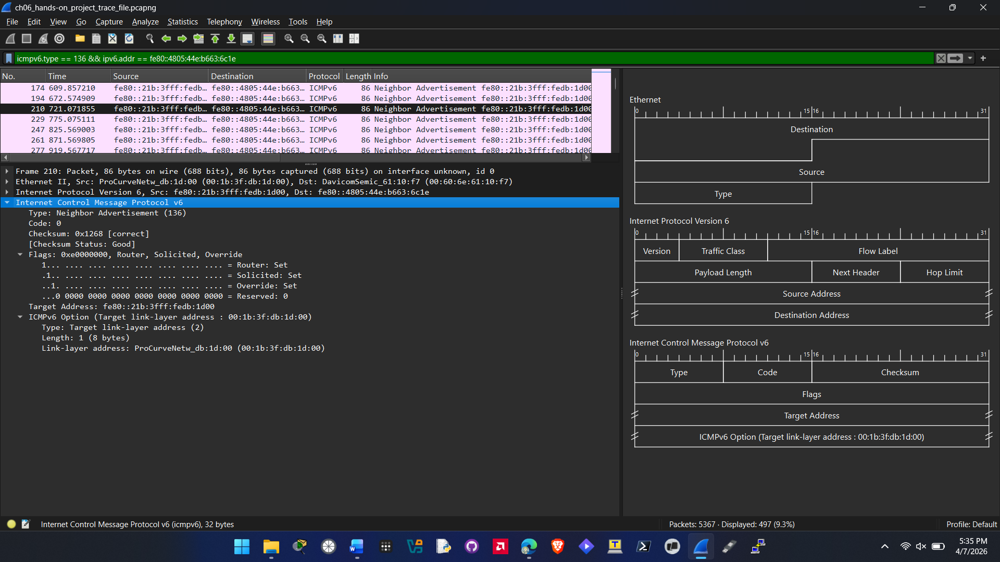 ch06_hands-on_project_trace_file.pcapng
File Edit View Go Capture Analyze Statistics Telephony Wireless Tools Help
icmpv6.type == 136 && ipv6.addr == fe80::4805:44e:b663:6c1e
No. Time Source Destination Protocol Length Info
174 609.857210 fe80::21b:3fff:fedb… fe80::4805:44e:b663… ICMPv6 86 Neighbor Advertisement fe80::21b:3fff:fedb:1d00
194 672.574909 fe80::21b:3fff:fedb… fe80::4805:44e:b663… ICMPv6 86 Neighbor Advertisement fe80::21b:3fff:fedb:1d00
210 721.071855 fe80::21b:3fff:fedb… fe80::4805:44e:b663… ICMPv6 86 Neighbor Advertisement fe80::21b:3fff:fedb:1d00
229 775.075111 fe80::21b:3fff:fedb… fe80::4805:44e:b663… ICMPv6 86 Neighbor Advertisement fe80::21b:3fff:fedb:1d00
247 825.569003 fe80::21b:3fff:fedb… fe80::4805:44e:b663… ICMPv6 86 Neighbor Advertisement fe80::21b:3fff:fedb:1d00
261 871.569805 fe80::21b:3fff:fedb… fe80::4805:44e:b663… ICMPv6 86 Neighbor Advertisement fe80::21b:3fff:fedb:1d00
277 919.567717 fe80::21b:3fff:fedb… fe80::4805:44e:b663… ICMPv6 86 Neighbor Advertisement fe80::21b:3fff:fedb:1d00
Frame 210: Packet, 86 bytes on wire (688 bits), 86 bytes captured (688 bits) on interface unknown, id 0
Ethernet II, Src: ProCurveNetw_db:1d:00 (00:1b:3f:db:1d:00), Dst: DavicomSemic_61:10:f7 (00:60:6e:61:10:f7)
Internet Protocol Version 6, Src: fe80::21b:3fff:fedb:1d00, Dst: fe80::4805:44e:b663:6c1e
Internet Control Message Protocol v6
Type: Neighbor Advertisement (136)
Code: 0
Checksum: 0x1268 [correct]
[Checksum Status: Good]
Flags: 0xe0000000, Router, Solicited, Override
1... .... .... .... .... .... .... .... = Router: Set
.1.. .... .... .... .... .... .... .... = Solicited: Set
..1. .... .... .... .... .... .... .... = Override: Set
...0 0000 0000 0000 0000 0000 0000 0000 = Reserved: 0
Target Address: fe80::21b:3fff:fedb:1d00
ICMPv6 Option (Target link-layer address : 00:1b:3f:db:1d:00)
Type: Target link-layer address (2)
Length: 1 (8 bytes)
Link-layer address: ProCurveNetw_db:1d:00 (00:1b:3f:db:1d:00)
Ethernet
0 15 16 31
Destination
Source
Type
Internet Protocol Version 6
0 15 16 31
Version Traffic Class Flow Label
Payload Length Next Header Hop Limit
Source Address
Destination Address
Internet Control Message Protocol v6
0 15 16 31
Type Code Checksum
Flags
Target Address
ICMPv6 Option (Target link-layer address : 00:1b:3f:db:1d:00)
Internet Control Message Protocol v6 (icmpv6), 32 bytes
Packets: 5367 · Displayed: 497 (9.3%)
Profile: Default
5:35 PM
4/7/2026